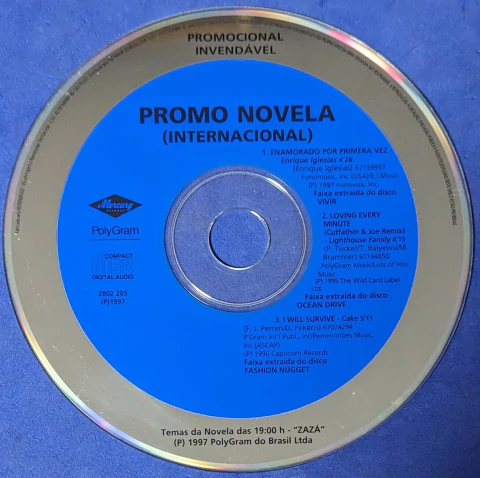 PROMOCIONAL
INVENDÁVEL
PROMO NOVELA
(INTERNACIONAL)
1. ENAMORADO POR PRIMERA VEZ -
Enrique Iglesias 4'28
(Enrique Iglesias) 67139957
Fonomusic, Inc (USA)/E.I.Music
(P) 1997 Fonovisa, Inc.
Faixa extraída do disco
VIVIR
Mercury
RECORDS
PolyGram
COMPACT
disc
DIGITAL AUDIO
2802 205
(P)1997
2. LOVING EVERY
MINUTE
(Cutfather & Joe Remix)
- Lighthouse Family 4'15
(P. Tucker/T. Baiyewu/M.
Brammer) 67194850
PolyGram Music/Lots of Hits
Music
(P) 1995 The Wild Card Label
Ltd.
Faixa extraída do disco
OCEAN DRIVE
3. I WILL SURVIVE - Cake 5'11
(F. J. Perren/D. Fekaris) 67074294
P'Gram Int'l Publ., Inc/Perren Vibes Music,
Inc (ASCAP)
(P) 1996 Capricorn Records
Faixa extraída do disco
FASHION NUGGET
Temas da Novela das 19:00 h - "ZAZÁ"
(P) 1997 PolyGram do Brasil Ltda